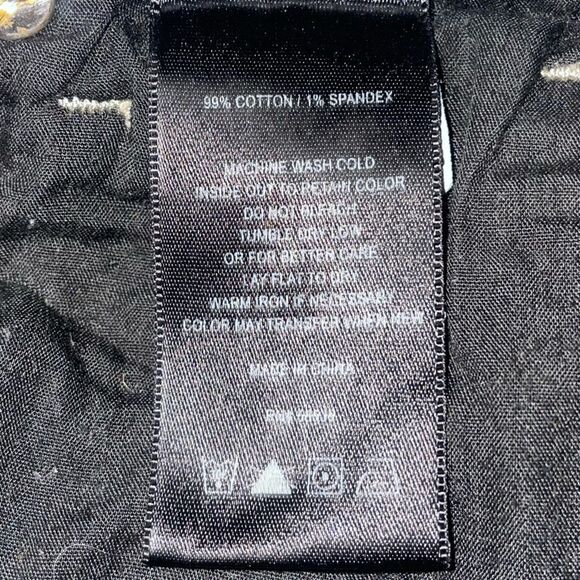 99% COTTON / 1% SPANDEX
MACHINE WASH COLD
INSIDE OUT TO RETAIN COLOR
DO NOT BLEACH
TUMBLE DRY LOW
OR FOR BETTER CARE
LAY FLAT TO DRY
WARM IRON IF NECESSARY
COLOR MAY TRANSFER WHEN NEW
MADE IN CHINA